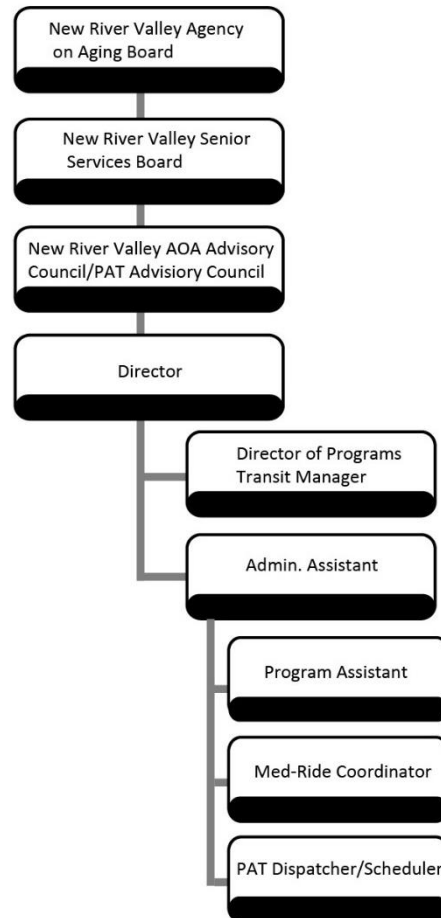 New River Valley Agency
on Aging Board
New River Valley Senior
Services Board
New River Valley AOA Advisory
Council/PAT Advisiory Council
Director
Director of Programs
Transit Manager
Admin. Assistant
Program Assistant
Med-Ride Coordinator
PAT Dispatcher/Scheduler